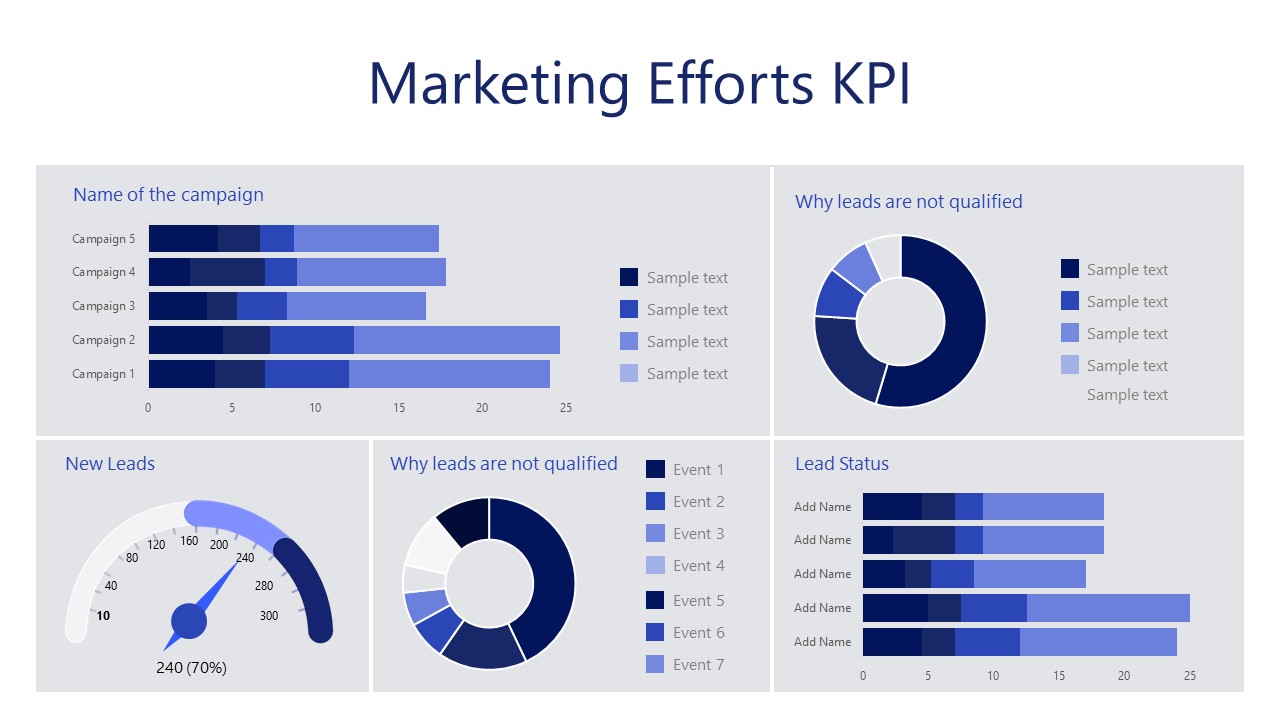 Marketing Efforts KPI
Name of the campaign
Campaign 5
Campaign 4
Campaign 3
Campaign 2
Campaign 1
0 5 10 15 20 25
Sample text
Sample text
Sample text
Sample text
Why leads are not qualified
Sample text
Sample text
Sample text
Sample text
Sample text
New Leads
10
40
80
120
160
200
240
280
300
240 (70%)
Why leads are not qualified
Event 1
Event 2
Event 3
Event 4
Event 5
Event 6
Event 7
Lead Status
Add Name
Add Name
Add Name
Add Name
Add Name
0 5 10 15 20 25